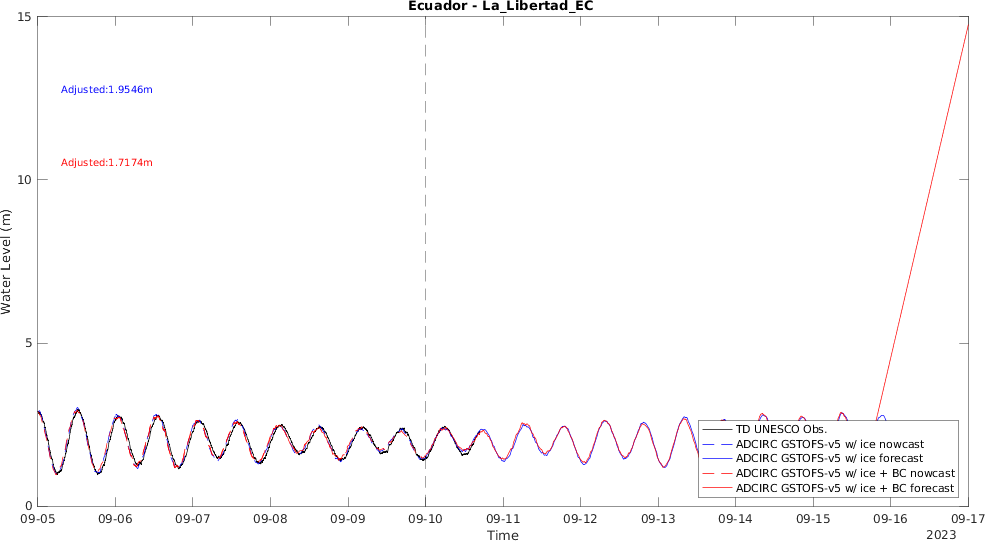 Ecuador - La_Libertad_EC
15
10
5
0
Water Level (m)
Adjusted:1.9546m
Adjusted:1.7174m
TD UNESCO Obs.
ADCIRC GSTOFS-v5 w/ ice nowcast
ADCIRC GSTOFS-v5 w/ ice forecast
ADCIRC GSTOFS-v5 w/ ice + BC nowcast
ADCIRC GSTOFS-v5 w/ ice + BC forecast
09-05 09-06 09-07 09-08 09-09 09-10 09-11 09-12 09-13 09-14 09-15 09-16 09-17
Time
2023